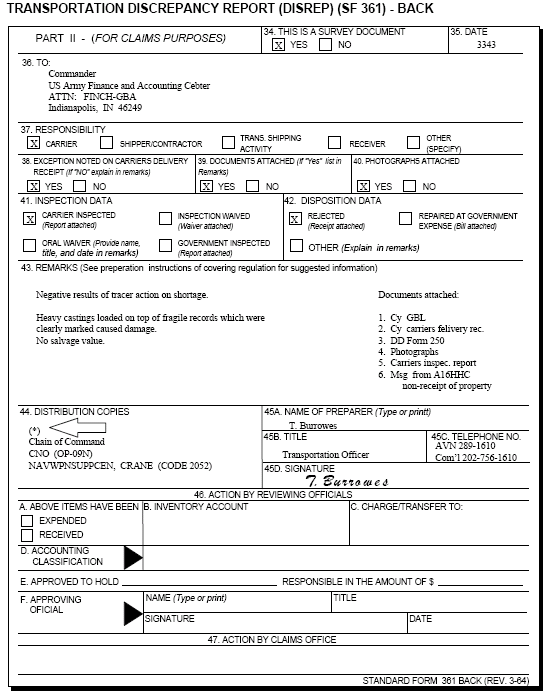 TRANSPORTATION DISCREPANCY REPORT (DISREP) (SF 361) - BACK
PART II - (FOR CLAIMS PURPOSES)
34. THIS IS A SURVEY DOCUMENT
X YES NO
35. DATE
3343
36. TO:
Commander
US Army Finance and Accounting Cebter
ATTN: FINCH-GBA
Indianapolis, IN 46249
37. RESPONSIBILITY
X CARRIER
SHIPPER/CONTRACTOR
TRANS. SHIPPING
ACTIVITY
RECEIVER
OTHER
(SPECIFY)
38. EXCEPTION NOTED ON CARRIERS DELIVERY
RECEIPT (If "NO" explain in remarks)
X YES NO
39. DOCUMENTS ATTACHED (If "Yes" list in
Remarks)
X YES NO
40. PHOTOGRAPHS ATTACHED
X YES NO
41. INSPECTION DATA
X CARRIER INSPECTED
(Report attached)
INSPECTION WAIVED
(Waiver attached)
ORAL WAIVER (Provide name,
title, and date in remarks)
GOVERNMENT INSPECTED
(Report attached)
42. DISPOSITION DATA
X REJECTED
(Receipt attached)
REPAIRED AT GOVERNMENT
EXPENSE (Bill attached)
OTHER (Explain in remarks)
43. REMARKS (See preperation instructions of covering regulation for suggested information)
Negative results of tracer action on shortage.
Heavy castings loaded on top of fragile records which were
clearly marked caused damage.
No salvage value.
Documents attached:
1. Cy GBL
2. Cy carriers felivery rec.
3. DD Form 250
4. Photographs
5. Carriers inspec. report
6. Msg from A16HHC
non-receipt of property
44. DISTRIBUTION COPIES
(*)
Chain of Command
CNO (OP-09N)
NAVWPNSUPPCEN, CRANE (CODE 2052)
45A. NAME OF PREPARER (Type or printt)
T. Burrowes
45B. TITLE
Transportation Officer
45C. TELEPHONE NO.
AVN 289-1610
Com'l 202-756-1610
45D. SIGNATURE
T. Burrowes
46. ACTION BY REVIEWING OFFICIALS
A. ABOVE ITEMS HAVE BEEN
EXPENDED
RECEIVED
B. INVENTORY ACCOUNT
C. CHARGE/TRANSFER TO:
D. ACCOUNTING
CLASSIFICATION
E. APPROVED TO HOLD RESPONSIBLE IN THE AMOUNT OF $
F. APPROVING
OFICIAL
NAME (Type or print)
TITLE
SIGNATURE
DATE
47. ACTION BY CLAIMS OFFICE
STANDARD FORM 361 BACK (REV. 3-64)